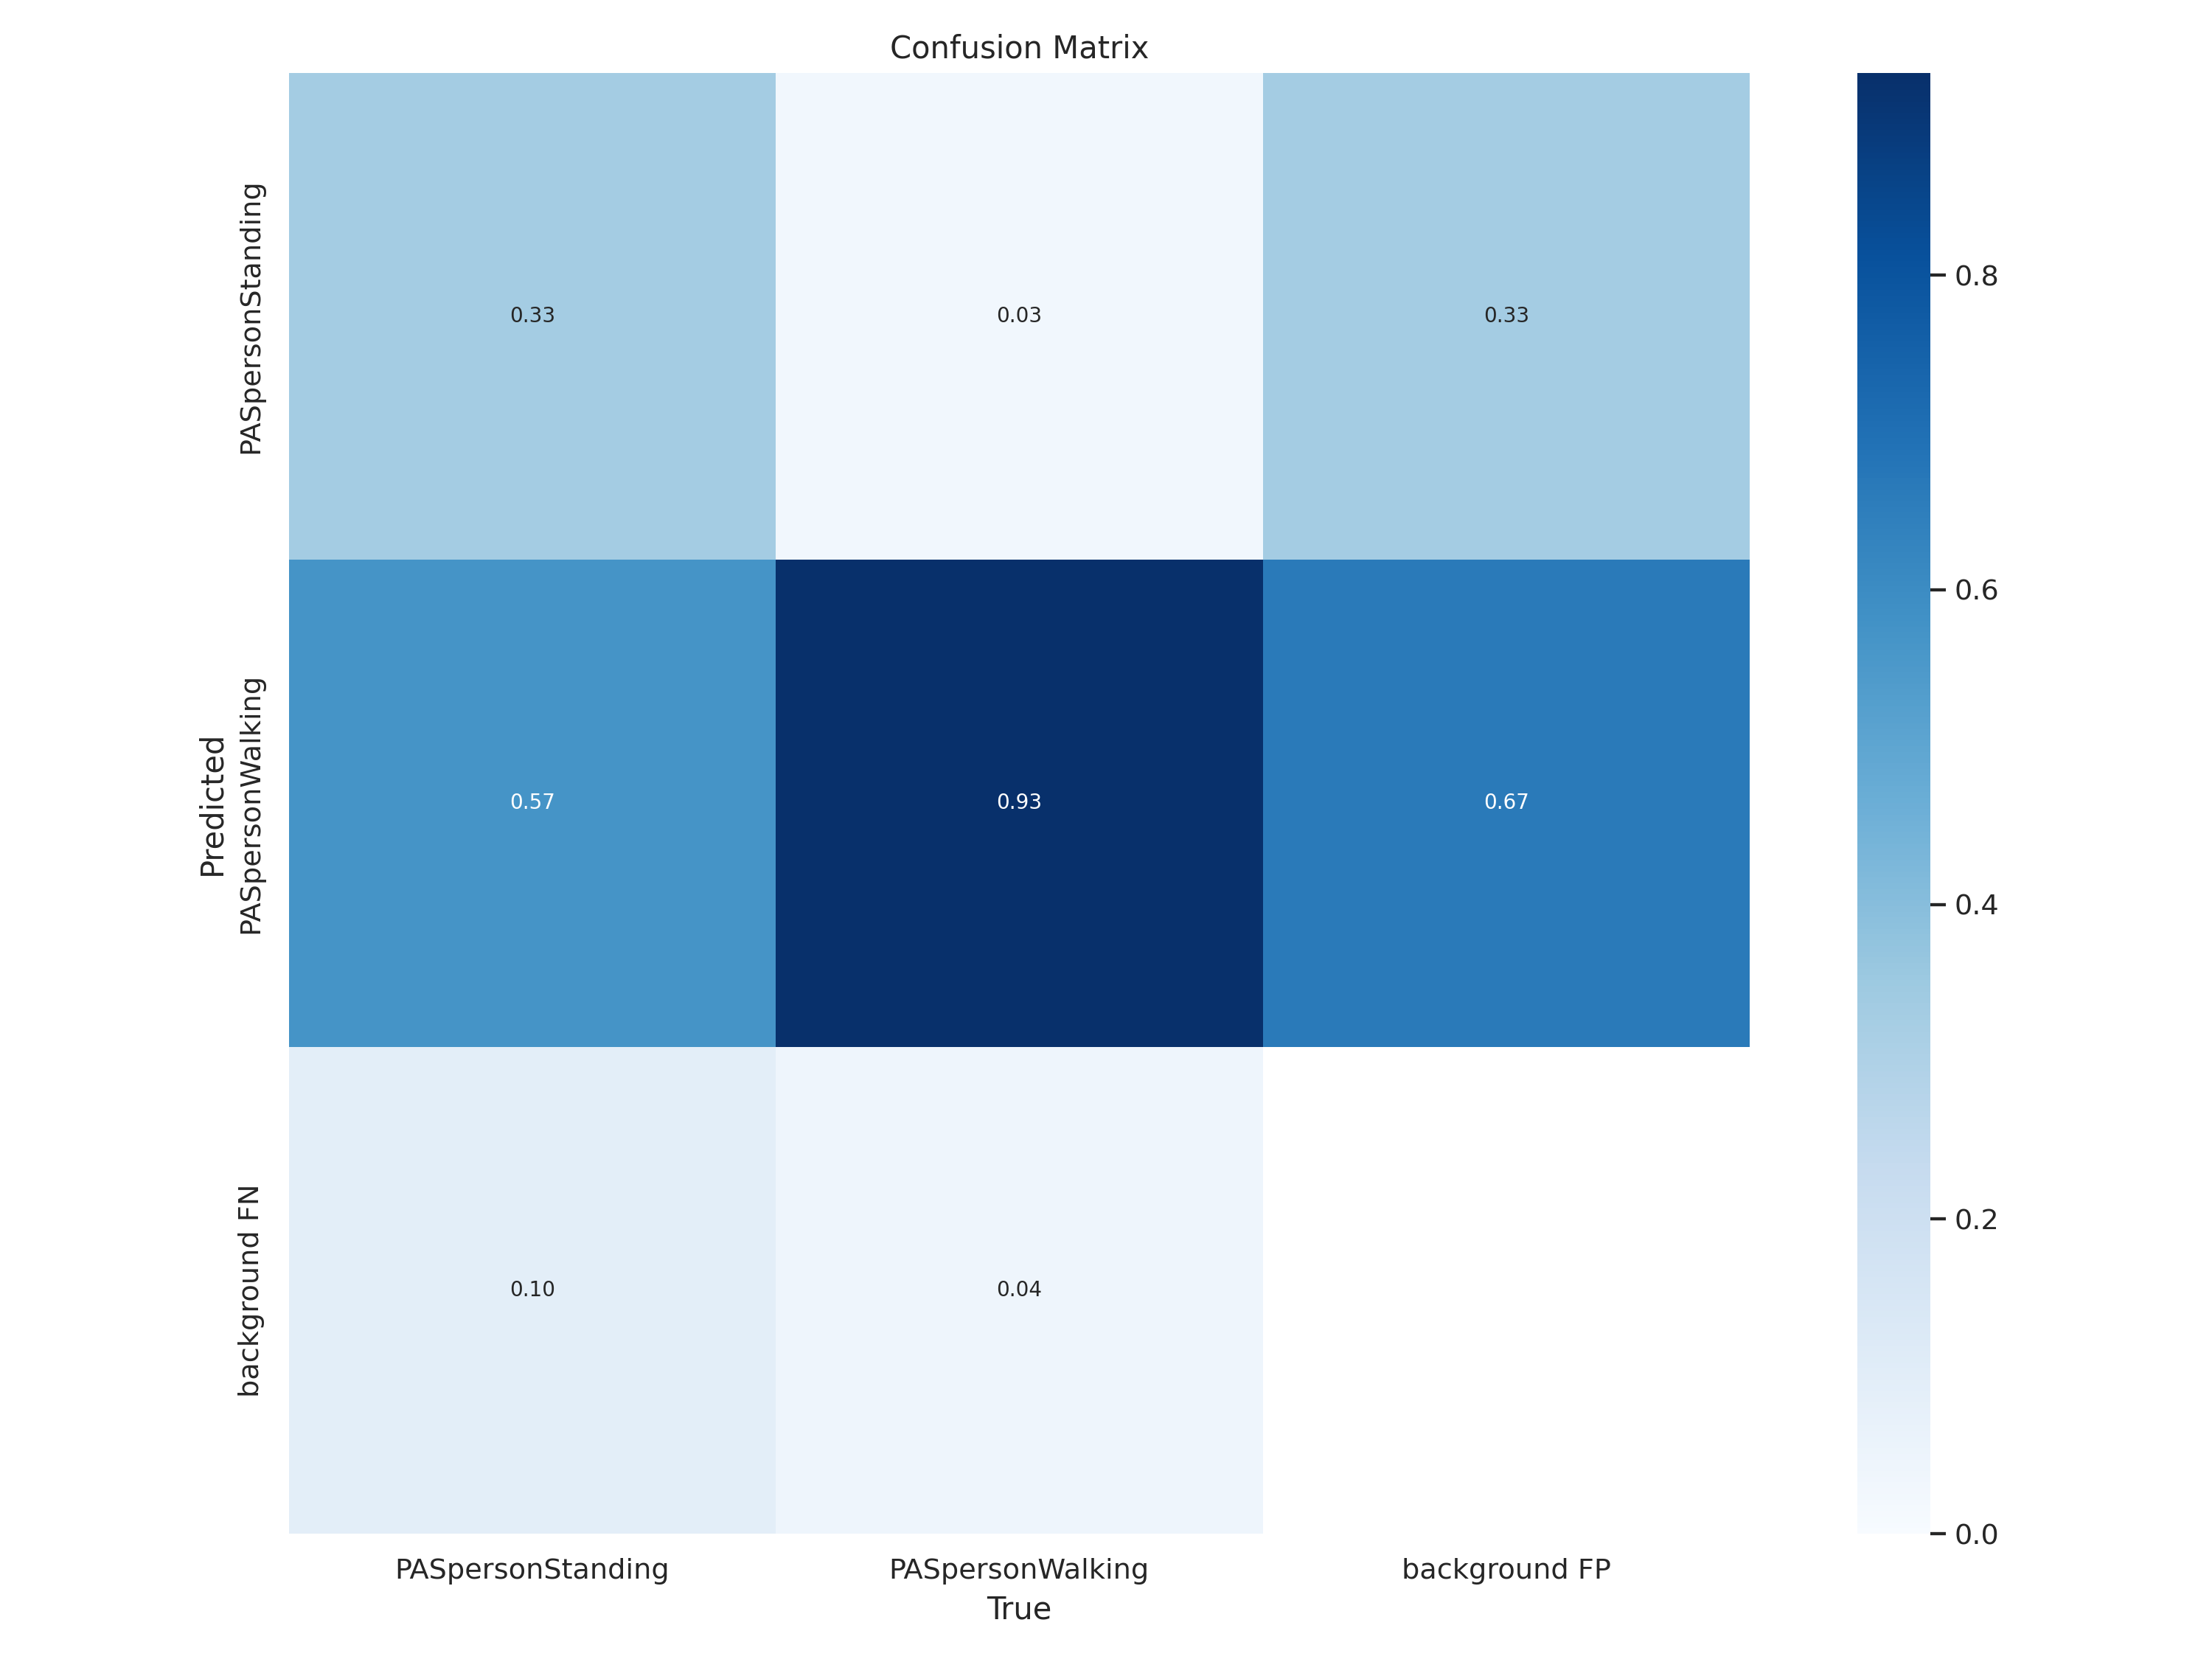 Confusion Matrix
PASpersonStanding
0.33
0.03
0.33
0.8
Predicted
PASpersonWalking
0.57
0.93
0.67
0.6
0.4
background FN
0.10
0.04
0.2
0.0
PASpersonStanding
PASpersonWalking
background FP
True